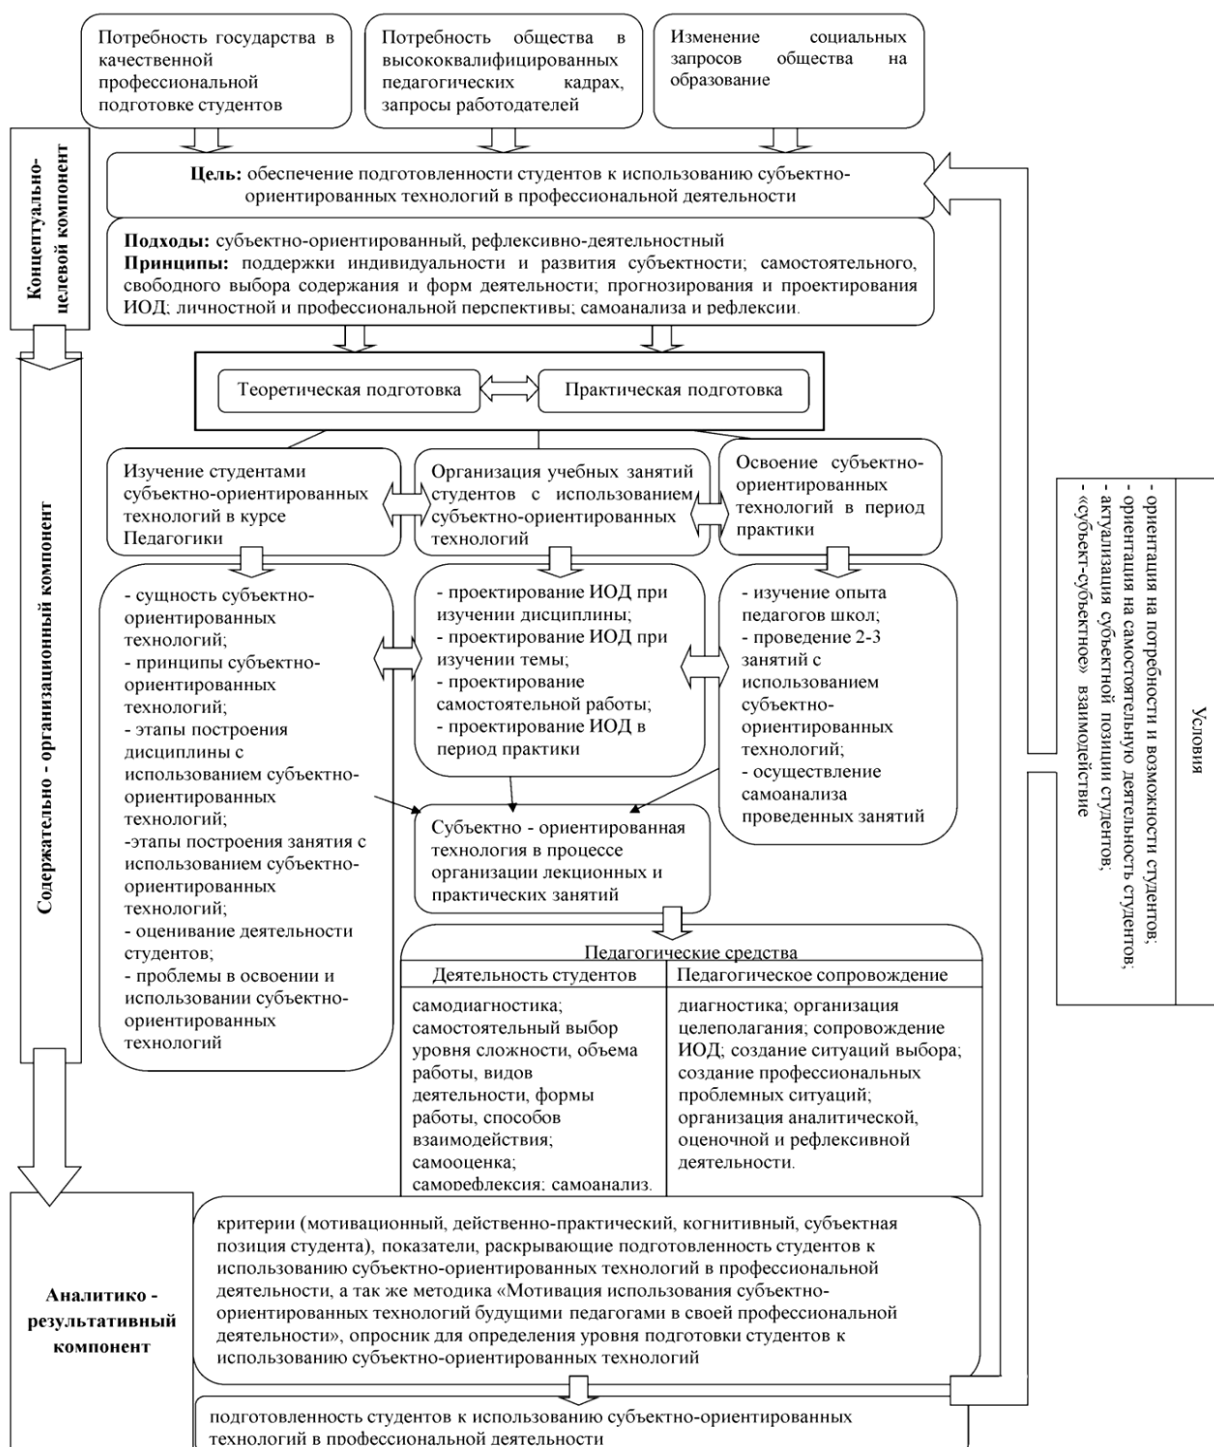 Потребность государства в
качественной
профессиональной
подготовке студентов
Потребность общества в
высококвалифицированных
педагогических кадрах,
запросы работодателей
Изменение социальных
запросов общества на
образование
Концептуально-
целевой компонент
Цель: обеспечение подготовленности студентов к использованию субъектно-
ориентированных технологий в профессиональной деятельности
Подходы: субъектно-ориентированный, рефлексивно-деятельностный
Принципы: поддержки индивидуальности и развития субъектности; самостоятельного,
свободного выбора содержания и форм деятельности; прогнозирования и проектирования
ИОД; личностной и профессиональной перспективы; самоанализа и рефлексии.
Содержательно - организационный компонент
Теоретическая подготовка
Практическая подготовка
Изучение студентами
субъектно-ориентированных
технологий в курсе
Педагогики
Организация учебных занятий
студентов с использованием
субъектно-ориентированных
технологий
Освоение субъектно-
ориентированных
технологий в период
практики
- сущность субъектно-
ориентированных
технологий;
- принципы субъектно-
ориентированных
технологий;
- этапы построения
дисциплины с
использованием субъектно-
ориентированных
технологий;
-этапы построения занятия с
использованием субъектно-
ориентированных
технологий;
- оценивание деятельности
студентов;
- проблемы в освоении и
использовании субъектно-
ориентированных
технологий
- проектирование ИОД при
изучении дисциплины;
- проектирование ИОД при
изучении темы;
- проектирование
самостоятельной работы;
- проектирование ИОД в
период практики
- изучение опыта
педагогов школ;
- проведение 2-3
занятий с
использованием
субъектно-
ориентированных
технологий;
- осуществление
самоанализа
проведенных занятий
Субъектно - ориентированная
технология в процессе
организации лекционных и
практических занятий
Педагогические средства
Деятельность студентов
самодиагностика;
самостоятельный выбор
уровня сложности, объема
работы, видов
деятельности, формы
работы, способов
взаимодействия;
самооценка;
саморефлексия; самоанализ.
Педагогическое сопровождение
диагностика; организация
целеполагания; сопровождение
ИОД; создание ситуаций выбора;
создание профессиональных
проблемных ситуаций;
организация аналитической,
оценочной и рефлексивной
деятельности.
Условия
- ориентация на потребности и возможности студентов;
- ориентация на самостоятельную деятельность студентов;
- актуализация субъектной позиции студентов;
- «субъект-субъектное» взаимодействие
Аналитико -
результативный
компонент
критерии (мотивационный, действенно-практический, когнитивный, субъектная
позиция студента), показатели, раскрывающие подготовленность студентов к
использованию субъектно-ориентированных технологий в профессиональной
деятельности, а так же методика «Мотивация использования субъектно-
ориентированных технологий будущими педагогами в своей профессиональной
деятельности», опросник для определения уровня подготовки студентов к
использованию субъектно-ориентированных технологий
подготовленность студентов к использованию субъектно-ориентированных
технологий в профессиональной деятельности